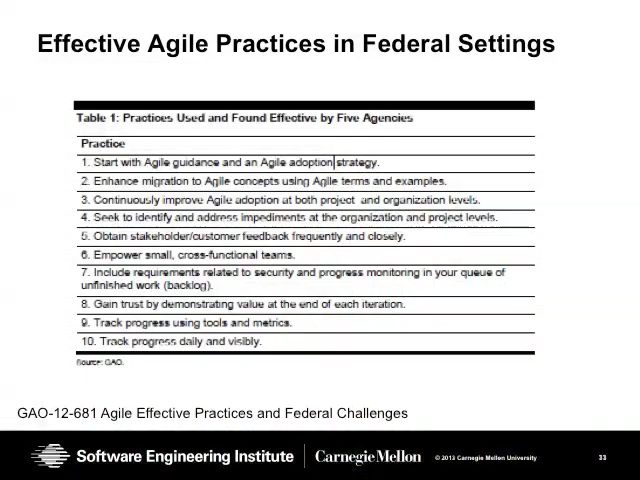 Effective Agile Practices in Federal Settings
Table 1: Practices Used and Found Effective by Five Agencies
Practice
1. Start with Agile guidance and an Agile adoption strategy.
2. Enhance migration to Agile concepts using Agile terms and examples.
3. Continuously improve Agile adoption at both project and organization levels.
4. Seek to identify and address impediments at the organization and project levels.
5. Obtain stakeholder/customer feedback frequently and closely.
6. Empower small, cross-functional teams.
7. Include requirements related to security and progress monitoring in your queue of
unfinished work (backlog).
8. Gain trust by demonstrating value at the end of each iteration.
9. Track progress using tools and metrics.
10. Track progress daily and visibly.
Source: GAO.
GAO-12-681 Agile Effective Practices and Federal Challenges
Software Engineering Institute Carnegie Mellon © 2013 Carnegie Mellon University 33